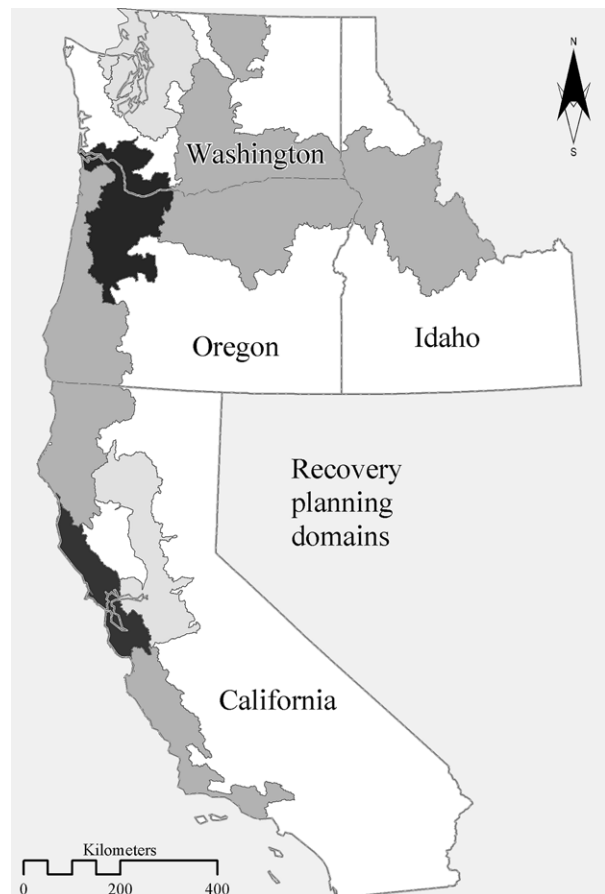 N
S
Washington
Oregon
Idaho
Recovery
planning
domains
California
Kilometers
0 200 400